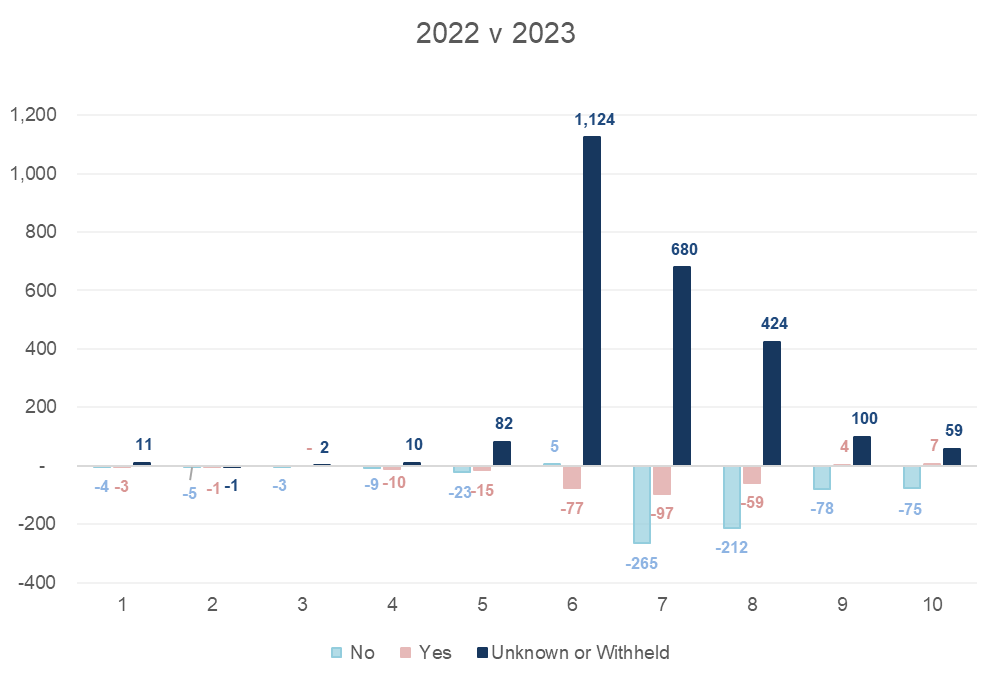 2022 v 2023
1,200
1,000
800
600
400
200
-
-200
-400
-4 -3 11
-5 -1 -1
-3 - 2
-9 -10 10
-23 -15 82
5 -77 1,124
-265 -97 680
-212 -59 424
-78 4 100
-75 7 59
1 2 3 4 5 6 7 8 9 10
No Yes Unknown or Withheld